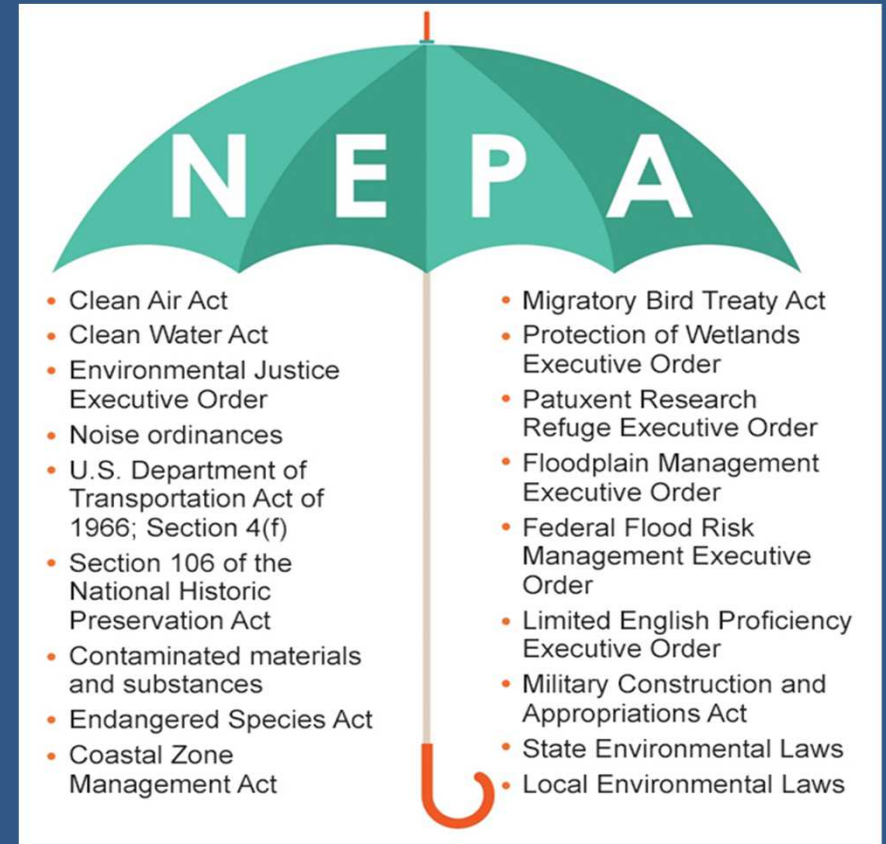 N E P A
• Clean Air Act
• Clean Water Act
• Environmental Justice
Executive Order
• Noise ordinances
• U.S. Department of
Transportation Act of
1966; Section 4(f)
• Section 106 of the
National Historic
Preservation Act
• Contaminated materials
and substances
• Endangered Species Act
• Coastal Zone
Management Act
• Migratory Bird Treaty Act
• Protection of Wetlands
Executive Order
• Patuxent Research
Refuge Executive Order
• Floodplain Management
Executive Order
• Federal Flood Risk
Management Executive
Order
• Limited English Proficiency
Executive Order
• Military Construction and
Appropriations Act
• State Environmental Laws
• Local Environmental Laws